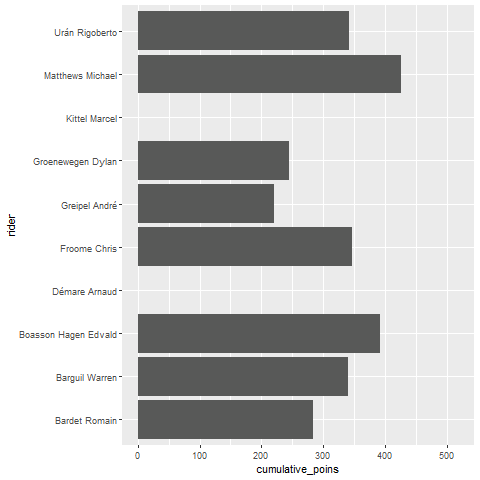 Urán Rigoberto
Matthews Michael
Kittel Marcel
Groenewegen Dylan
Greipel André
Froome Chris
Démare Arnaud
Boasson Hagen Edvald
Barguil Warren
Bardet Romain
rider
0 100 200 300 400 500
cumulative_poins